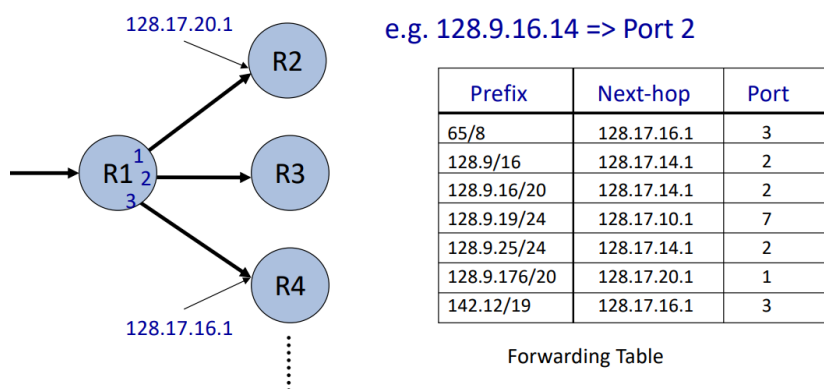 128.17.20.1
e.g. 128.9.16.14 => Port 2
R2
R1
1
2
3
R3
R4
128.17.16.1
Prefix Next-hop Port
65/8 128.17.16.1 3
128.9/16 128.17.14.1 2
128.9.16/20 128.17.14.1 2
128.9.19/24 128.17.10.1 7
128.9.25/24 128.17.14.1 2
128.9.176/20 128.17.20.1 1
142.12/19 128.17.16.1 3
Forwarding Table